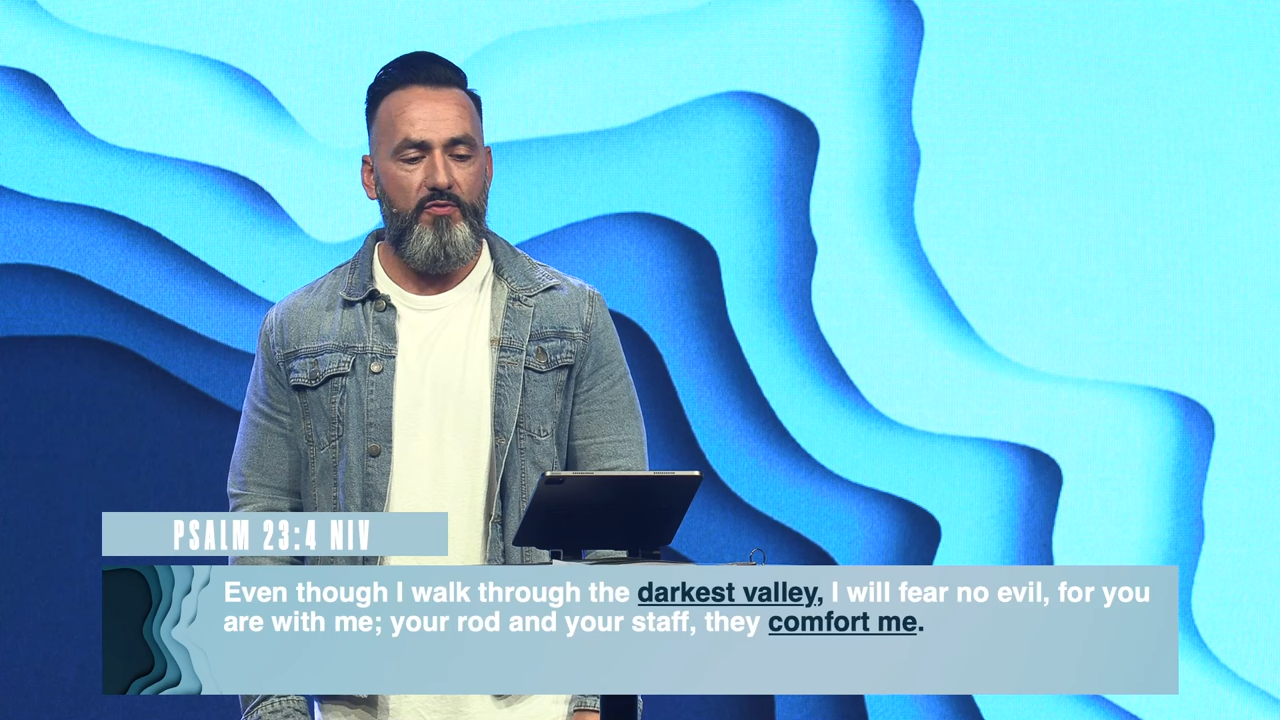 PSALM 23:4 NIV
Even though I walk through the darkest valley, I will fear no evil, for you
are with me; your rod and your staff, they comfort me.